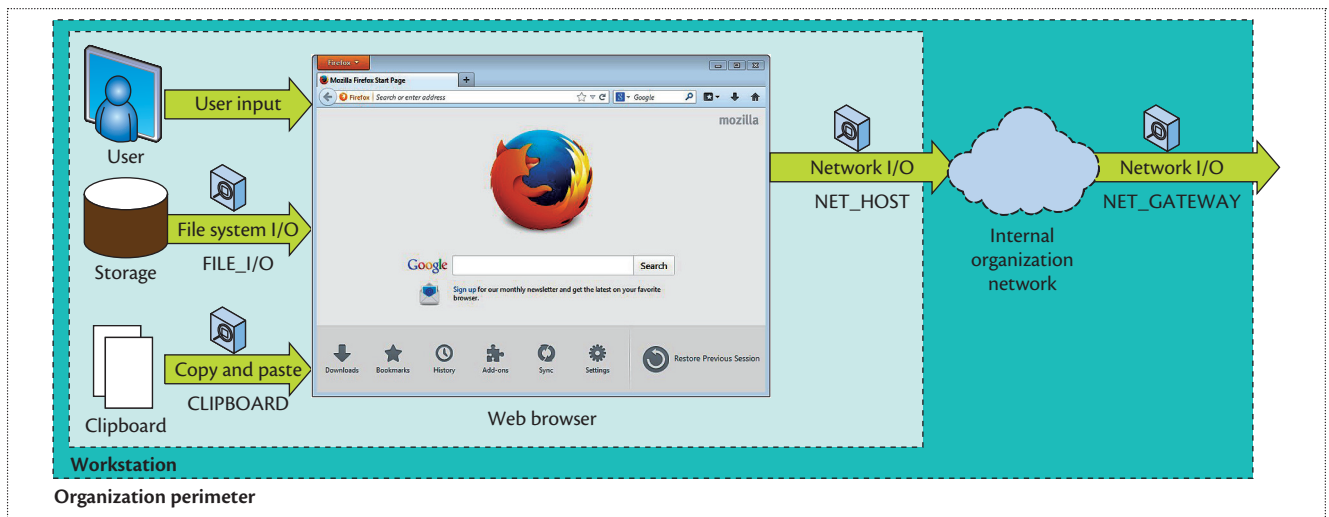 User input
User
File system I/O
FILE_I/O
Storage
Copy and paste
CLIPBOARD
Clipboard
Firefox
Mozilla Firefox Start Page
Firefox
Search or enter address
Google
mozilla
Google
Search
Sign up for our monthly newsletter and get the latest on your favorite
browser.
Downloads
Bookmarks
History
Add-ons
Sync
Settings
Restore Previous Session
Web browser
Network I/O
NET_HOST
Internal
organization
network
Network I/O
NET_GATEWAY
Workstation
Organization perimeter